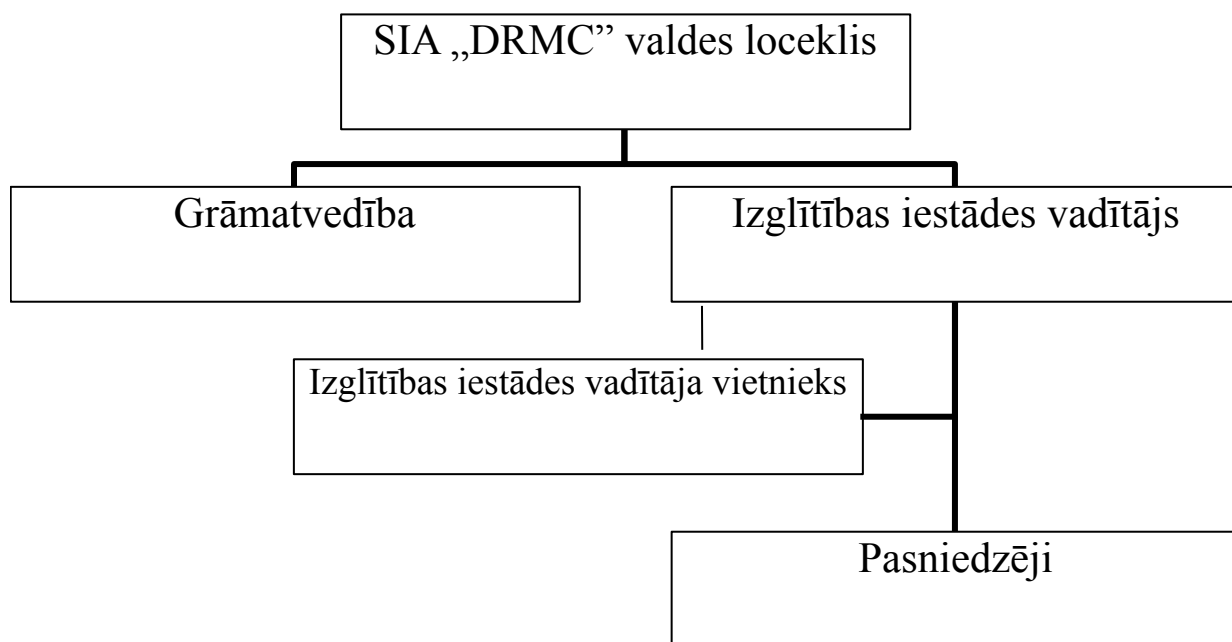 SIA „DRMC” valdes loceklis
Grāmatvedība
Izglītības iestādes vadītājs
Izglītības iestādes vadītāja vietnieks
Pasniedzēji